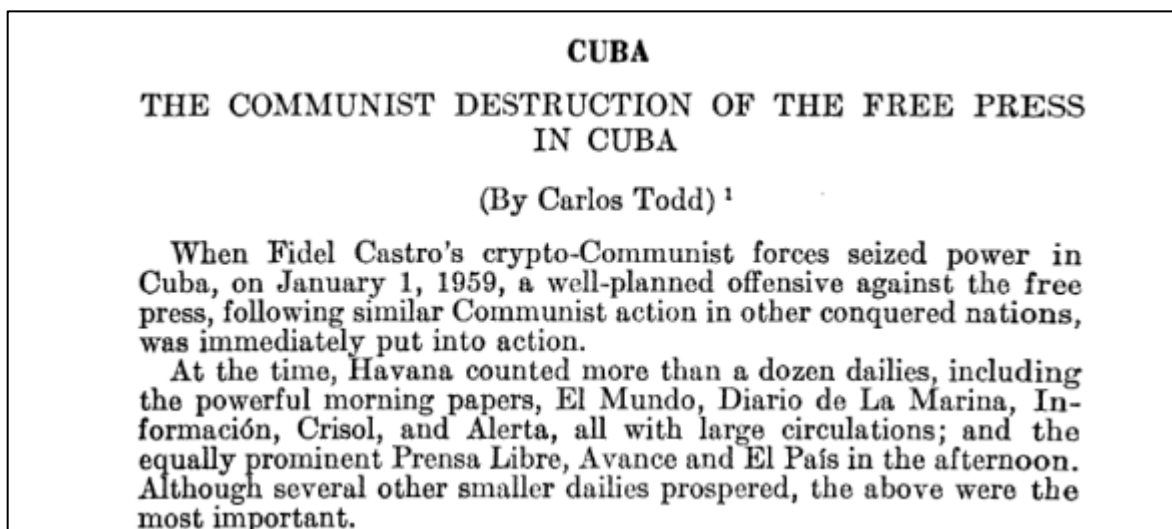 CUBA
THE COMMUNIST DESTRUCTION OF THE FREE PRESS
IN CUBA
(By Carlos Todd) ¹
When Fidel Castro's crypto-Communist forces seized power in
Cuba, on January 1, 1959, a well-planned offensive against the free
press, following similar Communist action in other conquered nations,
was immediately put into action.
At the time, Havana counted more than a dozen dailies, including
the powerful morning papers, El Mundo, Diario de La Marina, In-
formación, Crisol, and Alerta, all with large circulations; and the
equally prominent Prensa Libre, Avance and El País in the afternoon.
Although several other smaller dailies prospered, the above were the
most important.